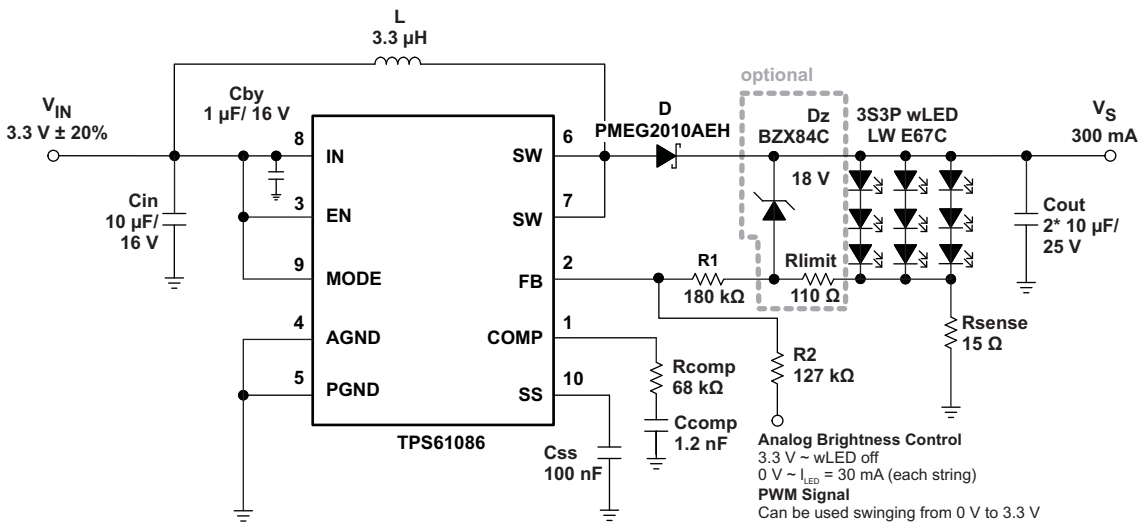 L
3.3 µH
optional
VIN
3.3 V ± 20%
Cby
1 µF/ 16 V
D
PMEG2010AEH
Dz
BZX84C
3S3P wLED
LW E67C
VS
300 mA
8
IN
SW
6
18 V
Cin
10 µF/
16 V
3
EN
SW
7
Cout
2* 10 µF/
25 V
9
MODE
FB
2
R1
180 kΩ
Rlimit
110 Ω
4
AGND
COMP
1
Rsense
15 Ω
Rcomp
68 kΩ
R2
127 kΩ
5
PGND
SS
10
Ccomp
1.2 nF
TPS61086
Css
100 nF
Analog Brightness Control
3.3 V ~ wLED off
0 V ~ ILED = 30 mA (each string)
PWM Signal
Can be used swinging from 0 V to 3.3 V